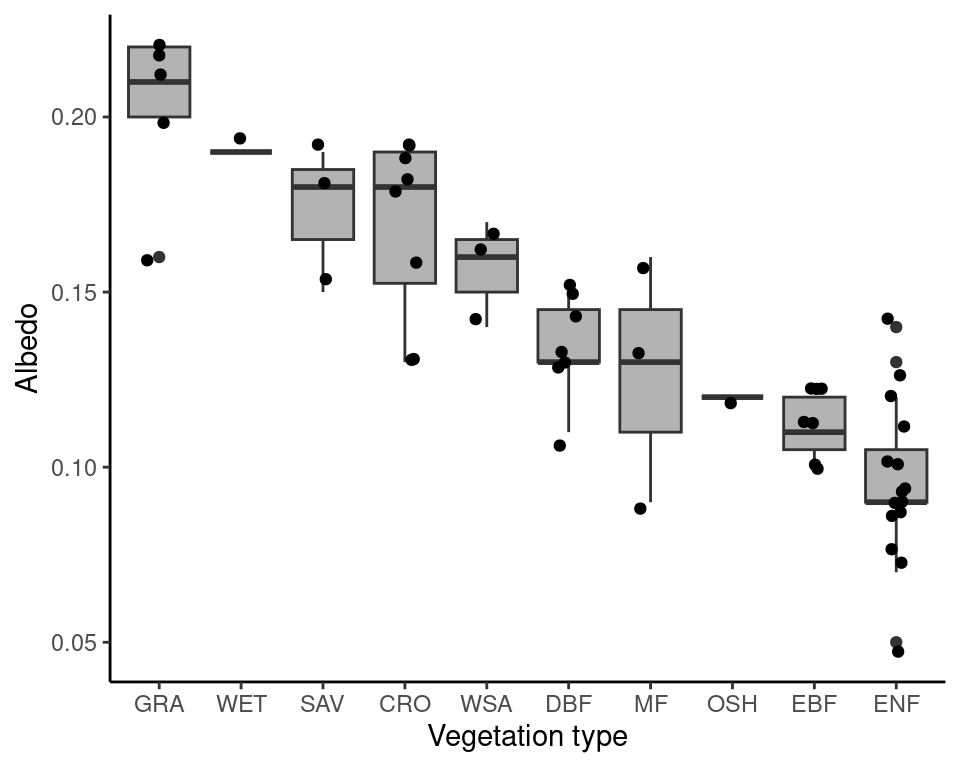 Albedo
0.20
0.15
0.10
0.05
GRA WET SAV CRO WSA DBF MF OSH EBF ENF
Vegetation type